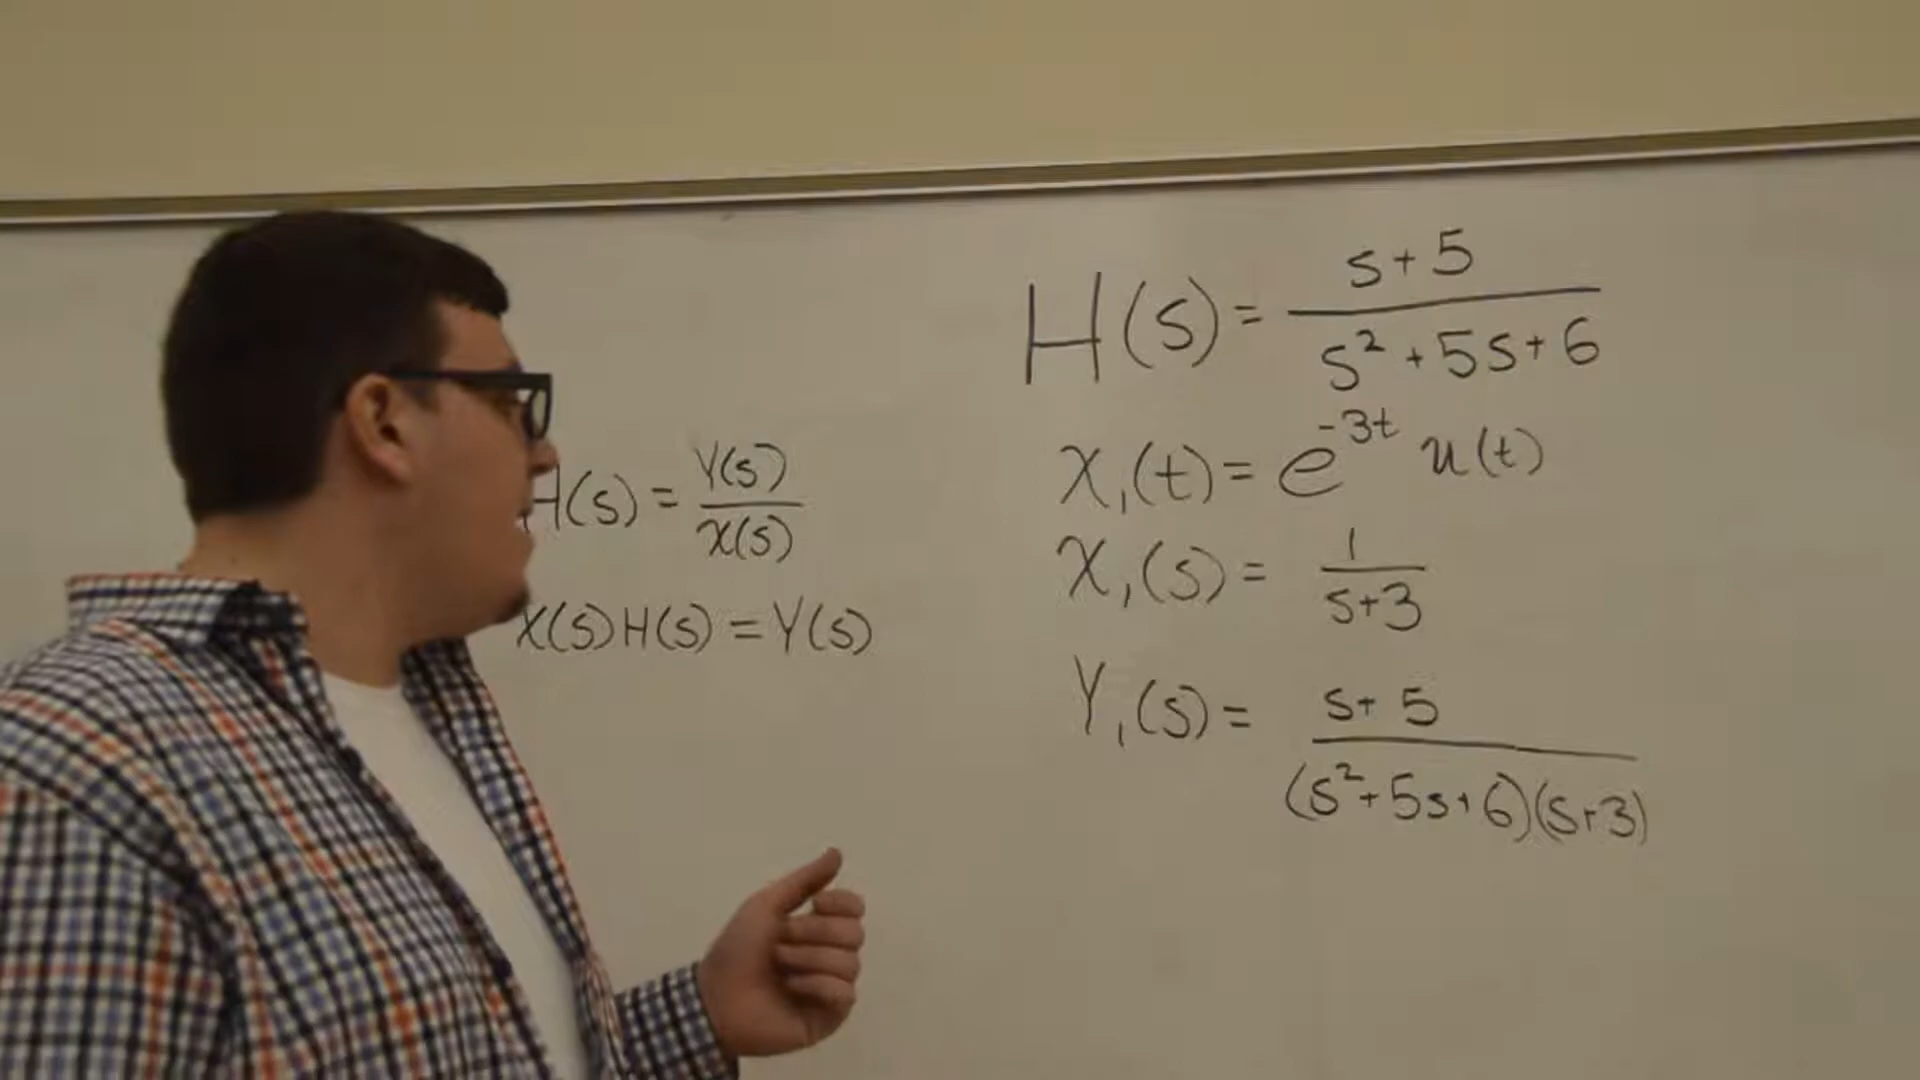 H(s) = Y(s) / X(s)
X(s)H(s) = Y(s)
H(s) = s+5 / s² + 5s + 6
X₁(t) = e^-3t u(t)
X₁(s) = 1 / s+3
Y₁(s) = s+5 / (s²+5s+6)(s+3)